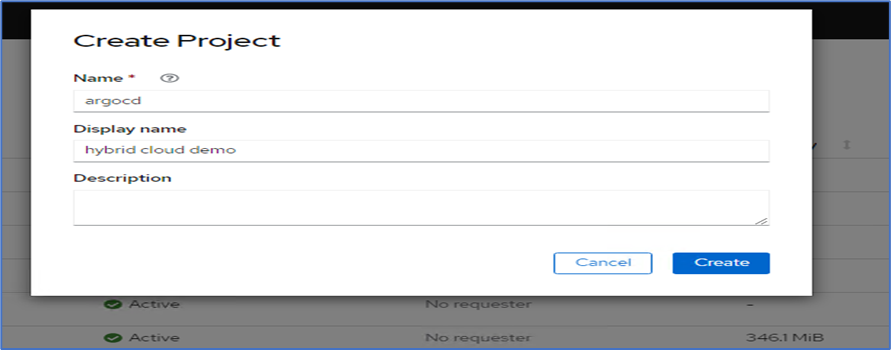 Create Project
Name *
argocd
Display name
hybrid cloud demo
Description
Cancel Create
Active No requester -
Active No requester 346.1 MiB